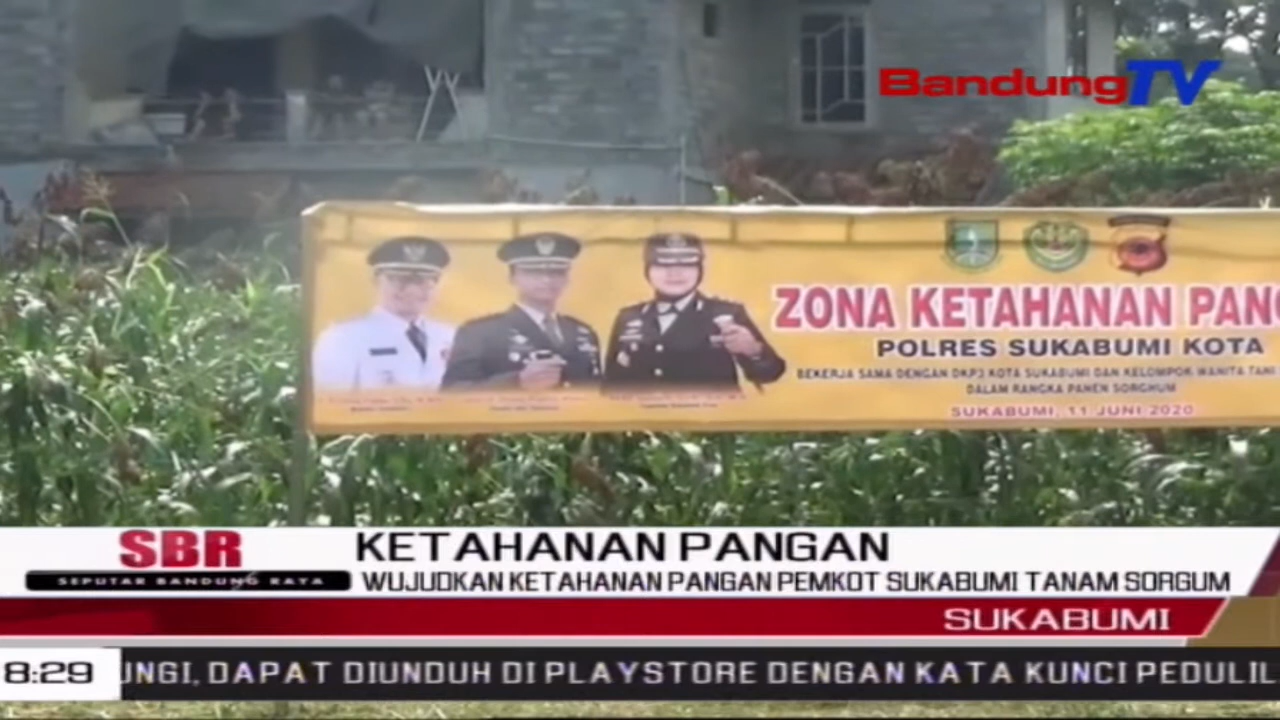 BandungTV
ZONA KETAHANAN PANG
POLRES SUKABUMI KOTA
BEKERJA SAMA DENGAN DKP3 KOTA SUKABUMI DAN KELOMPOK WANITA TANI
DALAM RANGKA PANEN SORGHUM
SUKABUMI, 11 JUNI 2020
SBR
SEPUTAR BANDUNG RAYA
KETAHANAN PANGAN
WUJUDKAN KETAHANAN PANGAN PEMKOT SUKABUMI TANAM SORGUM
SUKABUMI
8:29
UNGI, DAPAT DIUNDUH DI PLAYSTORE DENGAN KATA KUNCI PEDULIL